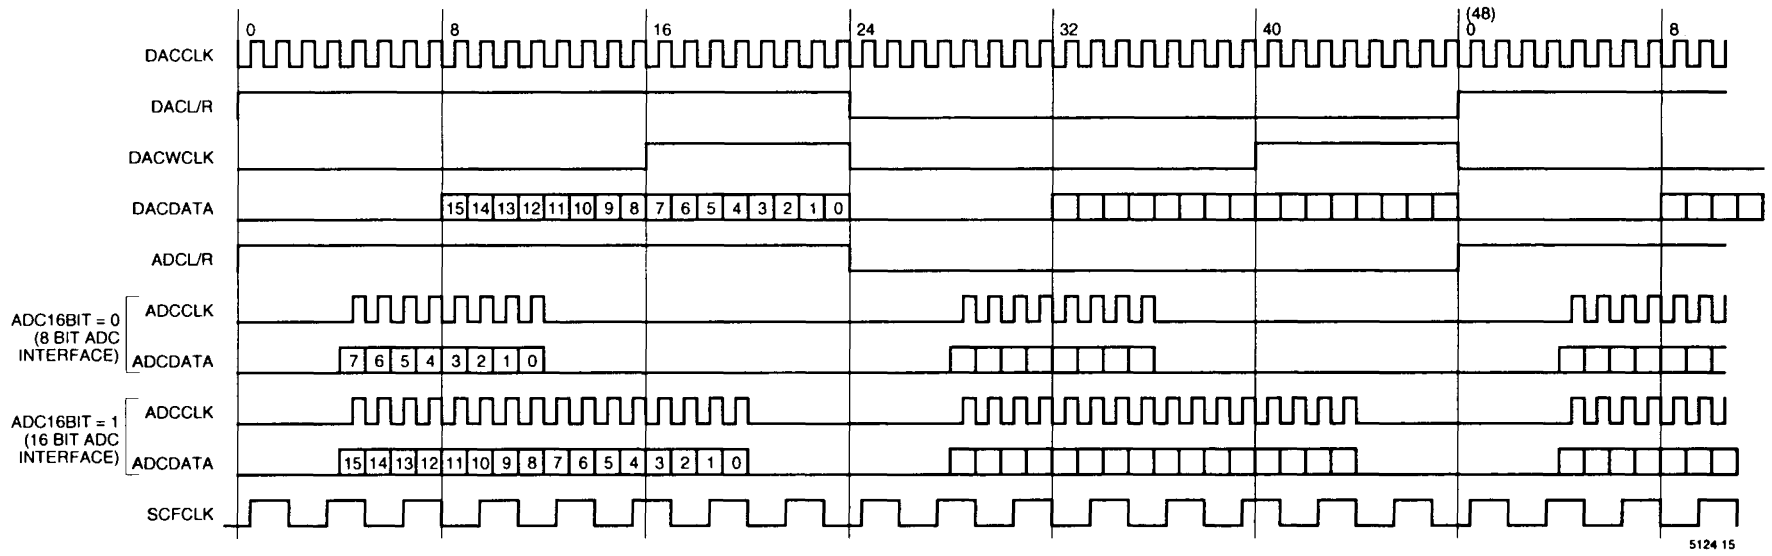 0 8 16 24 32 40 (48) 0 8
DACCLK
DACL/R
DACWCLK
DACDATA 15 14 13 12 11 10 9 8 7 6 5 4 3 2 1 0
ADCL/R
ADC16BIT = 0
(8 BIT ADC
INTERFACE)
ADCCLK
ADCDATA 7 6 5 4 3 2 1 0
ADC16BIT = 1
(16 BIT ADC
INTERFACE)
ADCCLK
ADCDATA 15 14 13 12 11 10 9 8 7 6 5 4 3 2 1 0
SCFCLK
5124 15